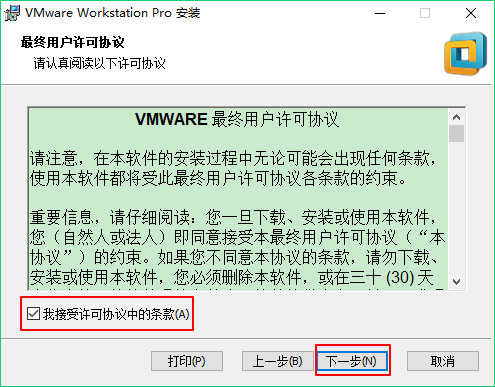 VMware Workstation Pro 安装
最终用户许可协议
请认真阅读以下许可协议
VMWARE 最终用户许可协议
请注意，在本软件的安装过程中无论可能会出现任何条款，
使用本软件都将受此最终用户许可协议各条款的约束。
重要信息，请仔细阅读：您一旦下载、安装或使用本软件，
您（自然人或法人）即同意接受本最终用户许可协议（“本
协议”）的约束。如果您不同意本协议的条款，请勿下载、
安装或使用本软件，您必须删除本软件，或在三十 (30) 天
我接受许可协议中的条款(A)
打印(P)
上一步(B)
下一步(N)
取消